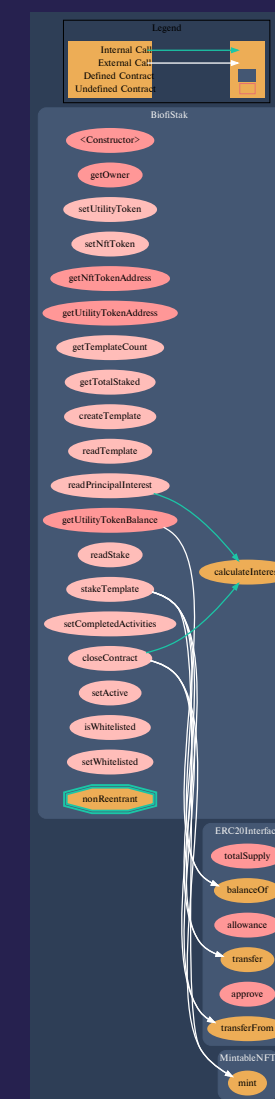 Legend
Internal Call
External Call
Defined Contract
Undefined Contract
BiofiStak
<Constructor>
getOwner
setUtilityToken
setNftToken
getNftTokenAddress
getUtilityTokenAddress
getTemplateCount
getTotalStaked
createTemplate
readTemplate
readPrincipalInterest
getUtilityTokenBalance
readStake
calculateInteres
stakeTemplate
setCompletedActivities
closeContract
setActive
isWhitelisted
setWhitelisted
nonReentrant
ERC20Interfac
totalSupply
balanceOf
allowance
transfer
approve
transferFrom
MintableNFT
mint